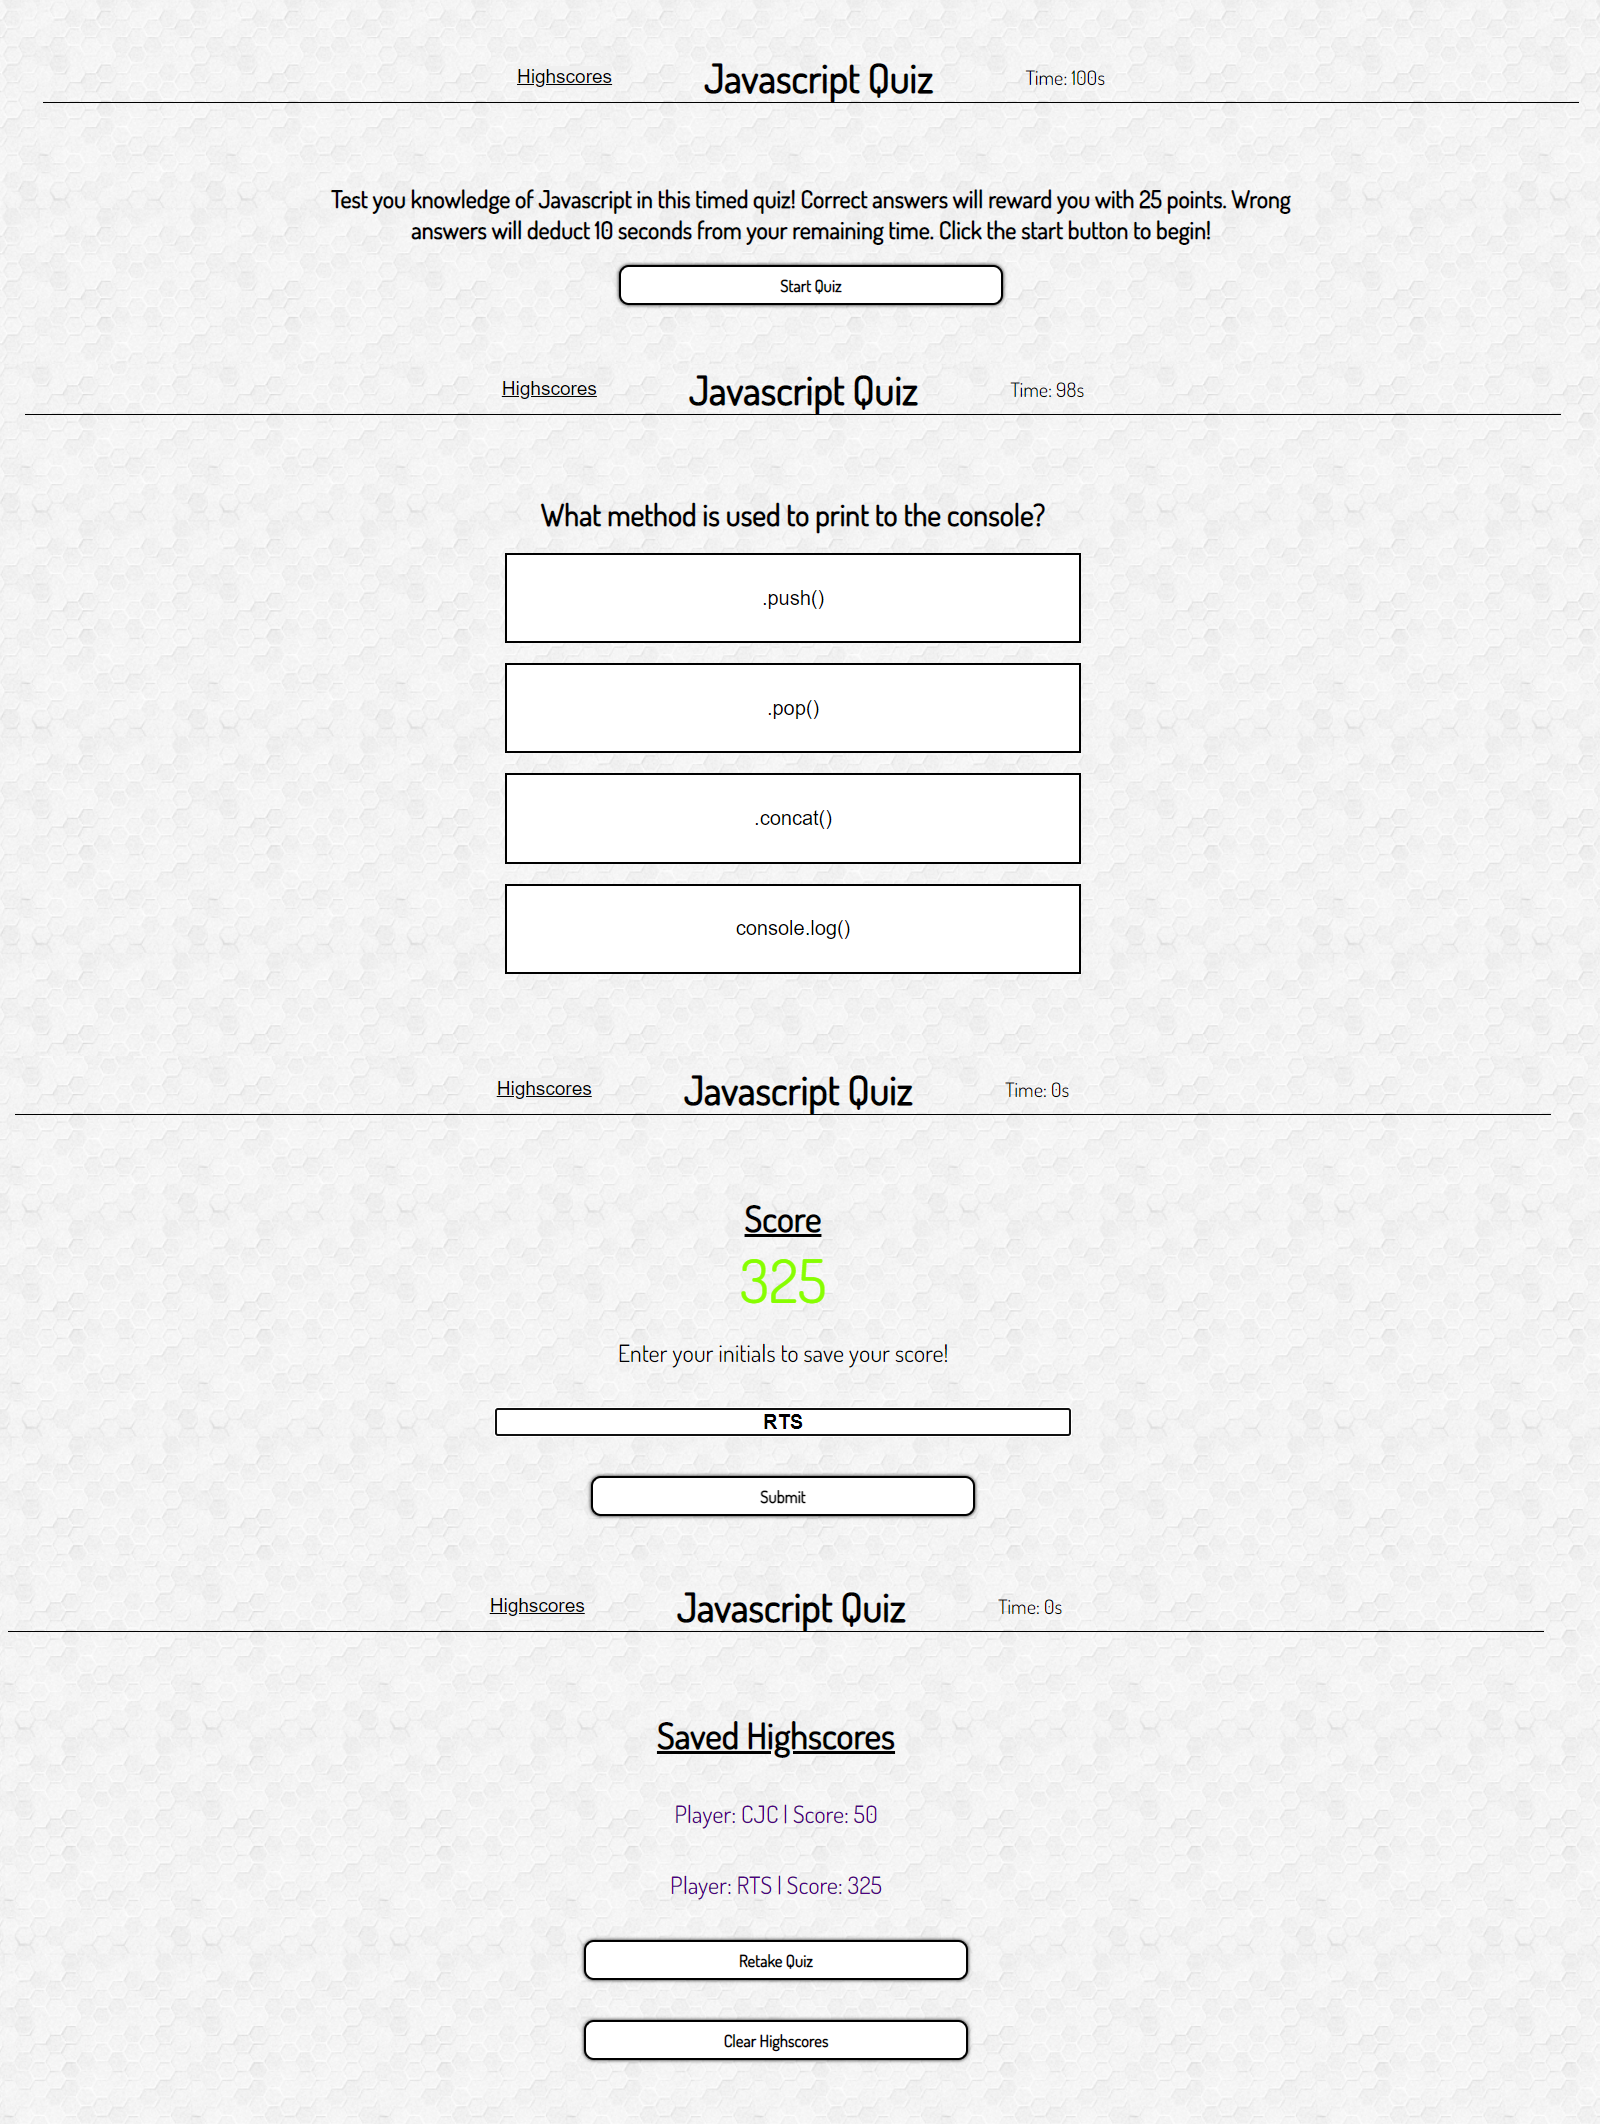 Highscores Javascript Quiz Time: 100s
Test you knowledge of Javascript in this timed quiz! Correct answers will reward you with 25 points. Wrong
answers will deduct 10 seconds from your remaining time. Click the start button to begin!
Start Quiz
Highscores Javascript Quiz Time: 98s
What method is used to print to the console?
.push()
.pop()
.concat()
console.log()
Highscores Javascript Quiz Time: 0s
Score
325
Enter your initials to save your score!
RTS
Submit
Highscores Javascript Quiz Time: 0s
Saved Highscores
Player: CJC | Score: 50
Player: RTS | Score: 325
Retake Quiz
Clear Highscores